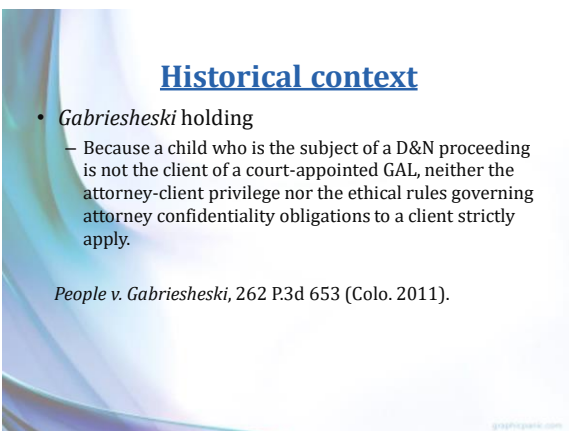 Historical context
• Gabriesheski holding
– Because a child who is the subject of a D&N proceeding
is not the client of a court-appointed GAL, neither the
attorney-client privilege nor the ethical rules governing
attorney confidentiality obligations to a client strictly
apply.
People v. Gabriesheski, 262 P.3d 653 (Colo. 2011).
graphicpanic.com